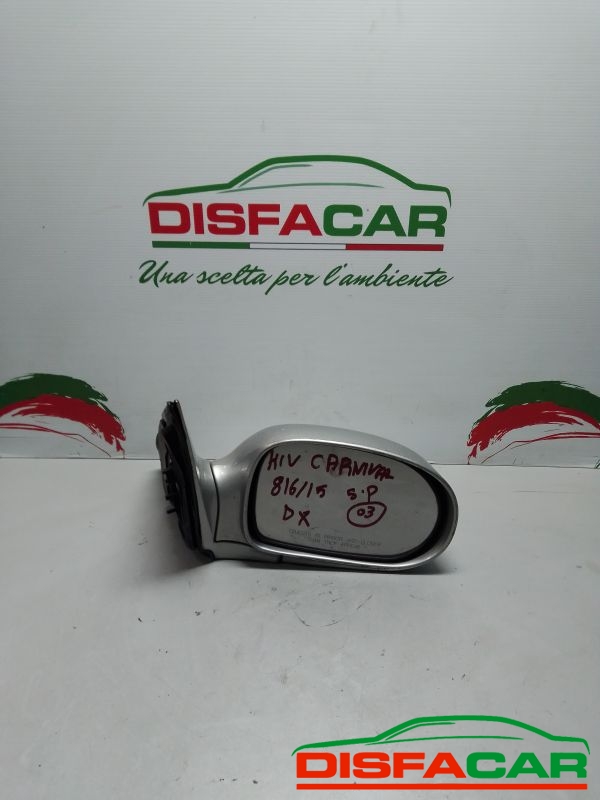 DISFACAR
Una scelta per l'ambiente
KIV CARNIVAL
816/15 S.P
DX 03
DISFACAR